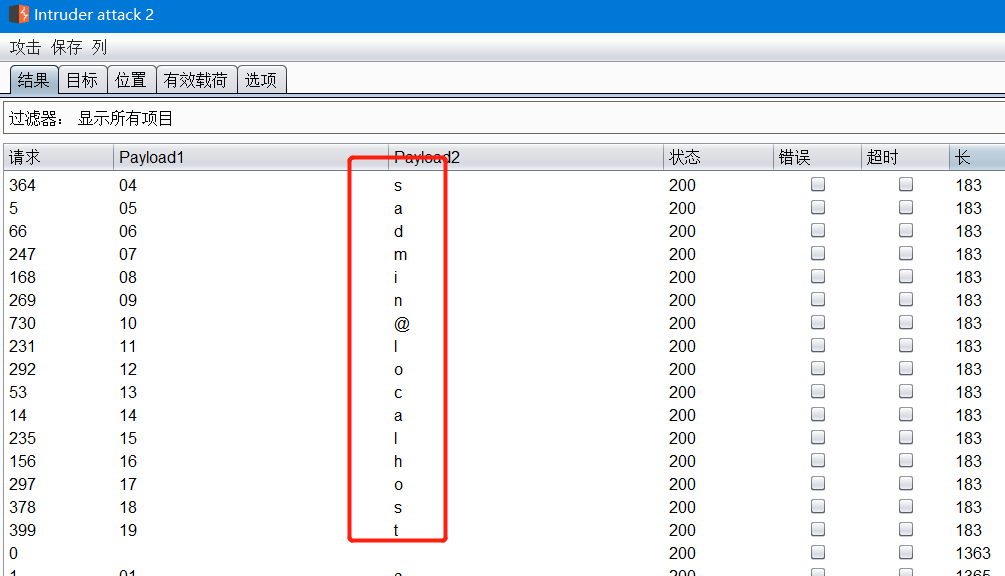 Intruder attack 2
攻击 保存 列
结果 目标 位置 有效载荷 选项
过滤器： 显示所有项目
请求 Payload1 Payload2 状态 错误 超时 长
364 04 s 200 183
5 05 a 200 183
66 06 d 200 183
247 07 m 200 183
168 08 i 200 183
269 09 n 200 183
730 10 @ 200 183
231 11 l 200 183
292 12 o 200 183
53 13 c 200 183
14 14 a 200 183
235 15 l 200 183
156 16 h 200 183
297 17 o 200 183
378 18 s 200 183
399 19 t 200 183
0 200 1363
1 01 a 200 1365